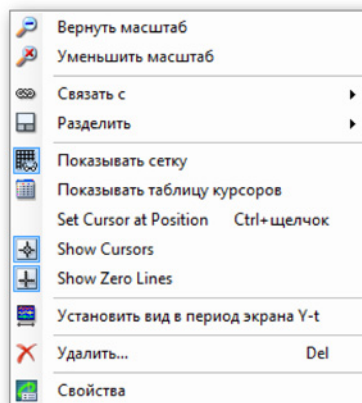 Вернуть масштаб
Уменьшить масштаб
Связать с
Разделить
Показывать сетку
Показывать таблицу курсоров
Set Cursor at Position Ctrl+щелчок
Show Cursors
Show Zero Lines
Установить вид в период экрана Y-t
Удалить... Del
Свойства